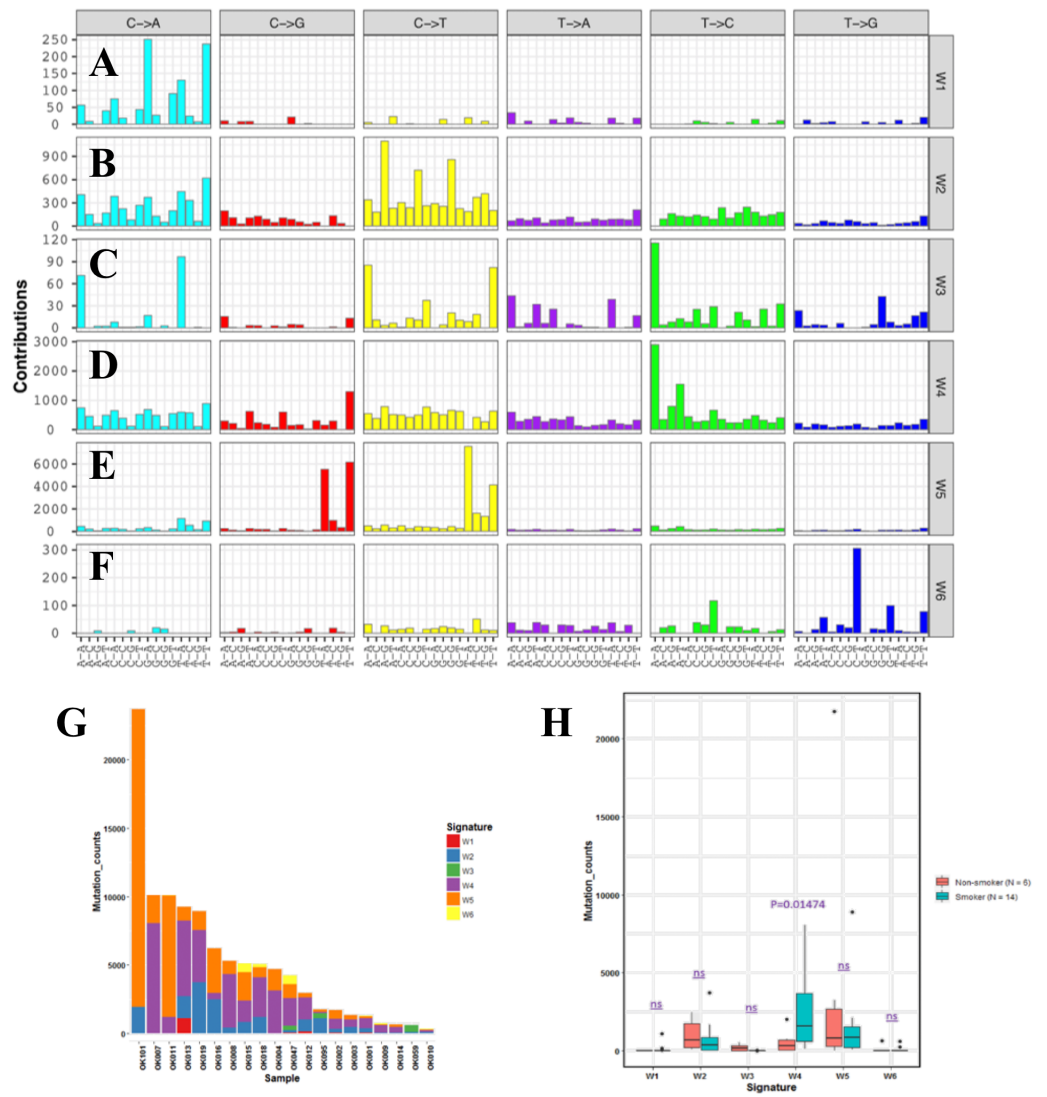 C->A C->G C->T T->A T->C T->G
A
250
200
150
100
50
0
W1
B
900
600
300
0
W2
C
120
90
60
30
0
W3
D
3000
2000
1000
0
W4
E
6000
4000
2000
0
W5
F
300
200
100
0
W6
Contributions
G
20000
15000
10000
5000
0
Mutation_counts
OK101 OK007 OK011 OK013 OK019 OK016 OK008 OK015 OK018 OK004 OK047 OK012 OK095 OK002 OK003 OK001 OK009 OK014 OK059 OK010
Sample
Signature
W1
W2
W3
W4
W5
W6
H
20000
15000
10000
5000
0
Mutation_counts
ns
ns
ns
P=0.01474
ns
ns
W1 W2 W3 W4 W5 W6
Signature
Non-smoker (N = 6)
Smoker (N = 14)